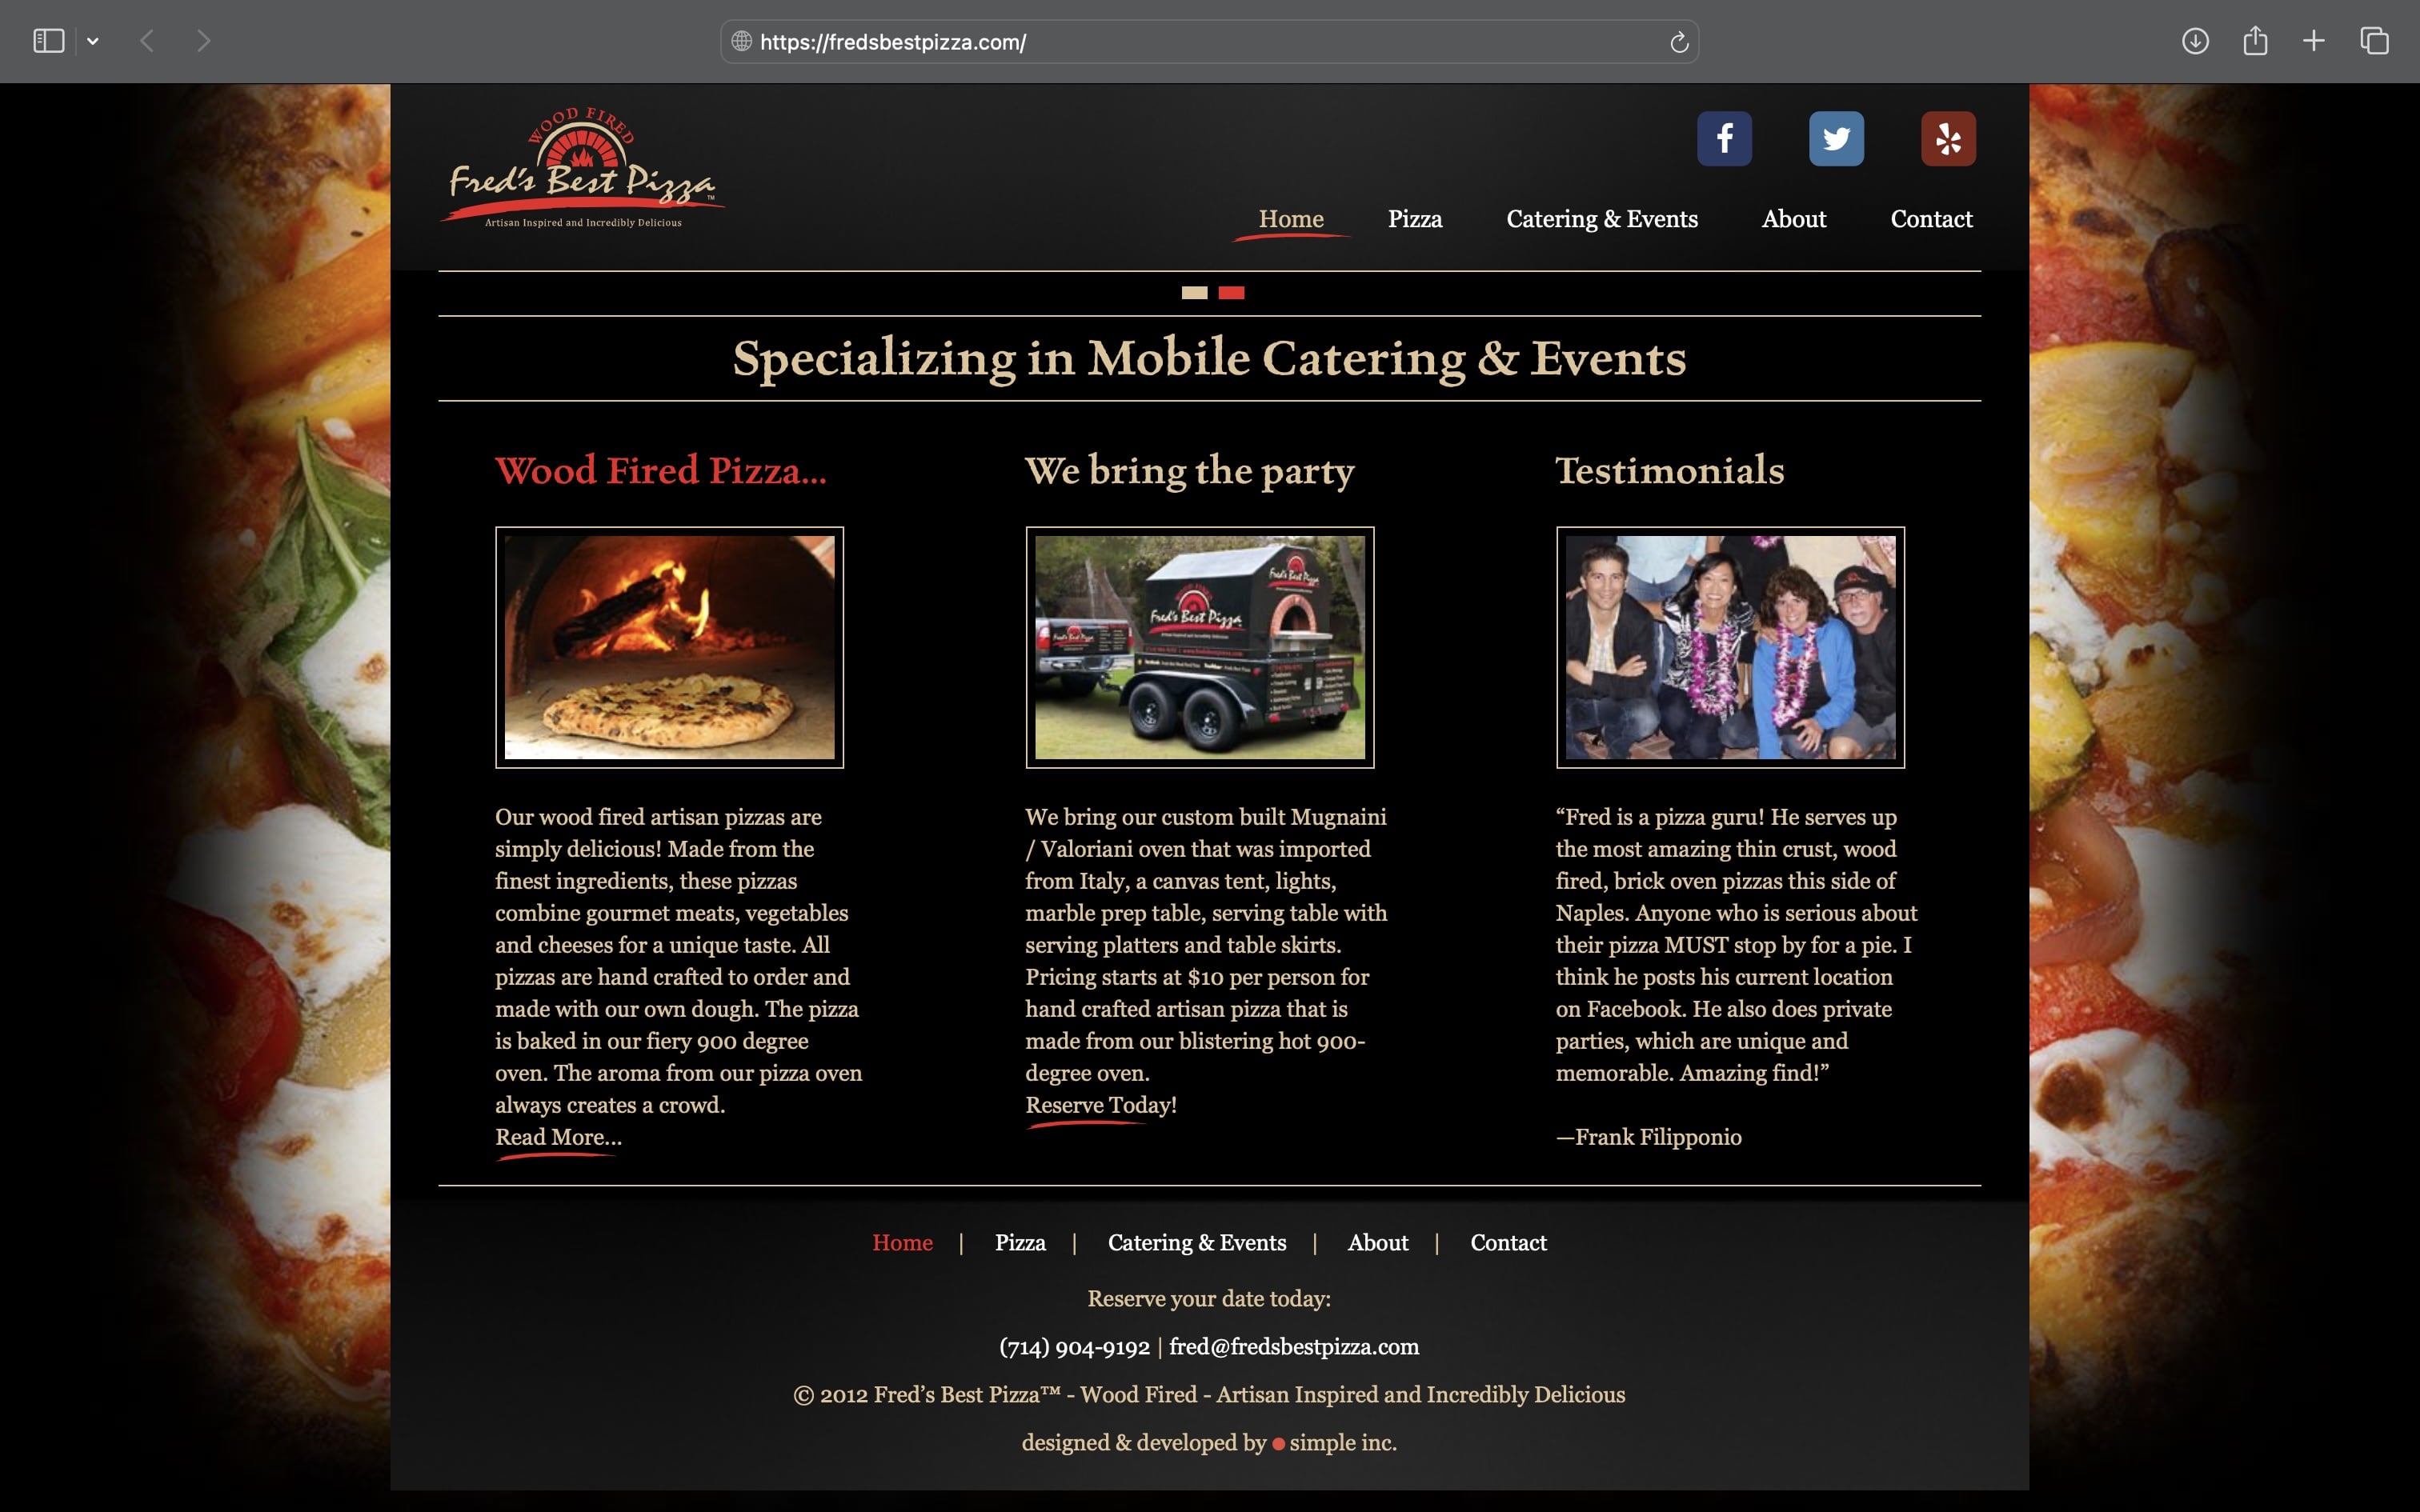 https://fredsbestpizza.com/
WOOD FIRED
Fred's Best Pizza™
Artisan Inspired and Incredibly Delicious
Home Pizza Catering & Events About Contact
Specializing in Mobile Catering & Events
Wood Fired Pizza...
Our wood fired artisan pizzas are
simply delicious! Made from the
finest ingredients, these pizzas
combine gourmet meats, vegetables
and cheeses for a unique taste. All
pizzas are hand crafted to order and
made with our own dough. The pizza
is baked in our fiery 900 degree
oven. The aroma from our pizza oven
always creates a crowd.
Read More...
We bring the party
WOOD FIRED
Fred's Best Pizza
Fred's Best Pizza
Fred's Best Pizza
We bring our custom built Mugnaini
/ Valoriani oven that was imported
from Italy, a canvas tent, lights,
marble prep table, serving table with
serving platters and table skirts.
Pricing starts at $10 per person for
hand crafted artisan pizza that is
made from our blistering hot 900-
degree oven.
Reserve Today!
Testimonials
“Fred is a pizza guru! He serves up
the most amazing thin crust, wood
fired, brick oven pizzas this side of
Naples. Anyone who is serious about
their pizza MUST stop by for a pie. I
think he posts his current location
on Facebook. He also does private
parties, which are unique and
memorable. Amazing find!”
—Frank Filipponio
Home | Pizza | Catering & Events | About | Contact
Reserve your date today:
(714) 904-9192 | fred@fredsbestpizza.com
© 2012 Fred’s Best Pizza™ - Wood Fired - Artisan Inspired and Incredibly Delicious
designed & developed by simple inc.